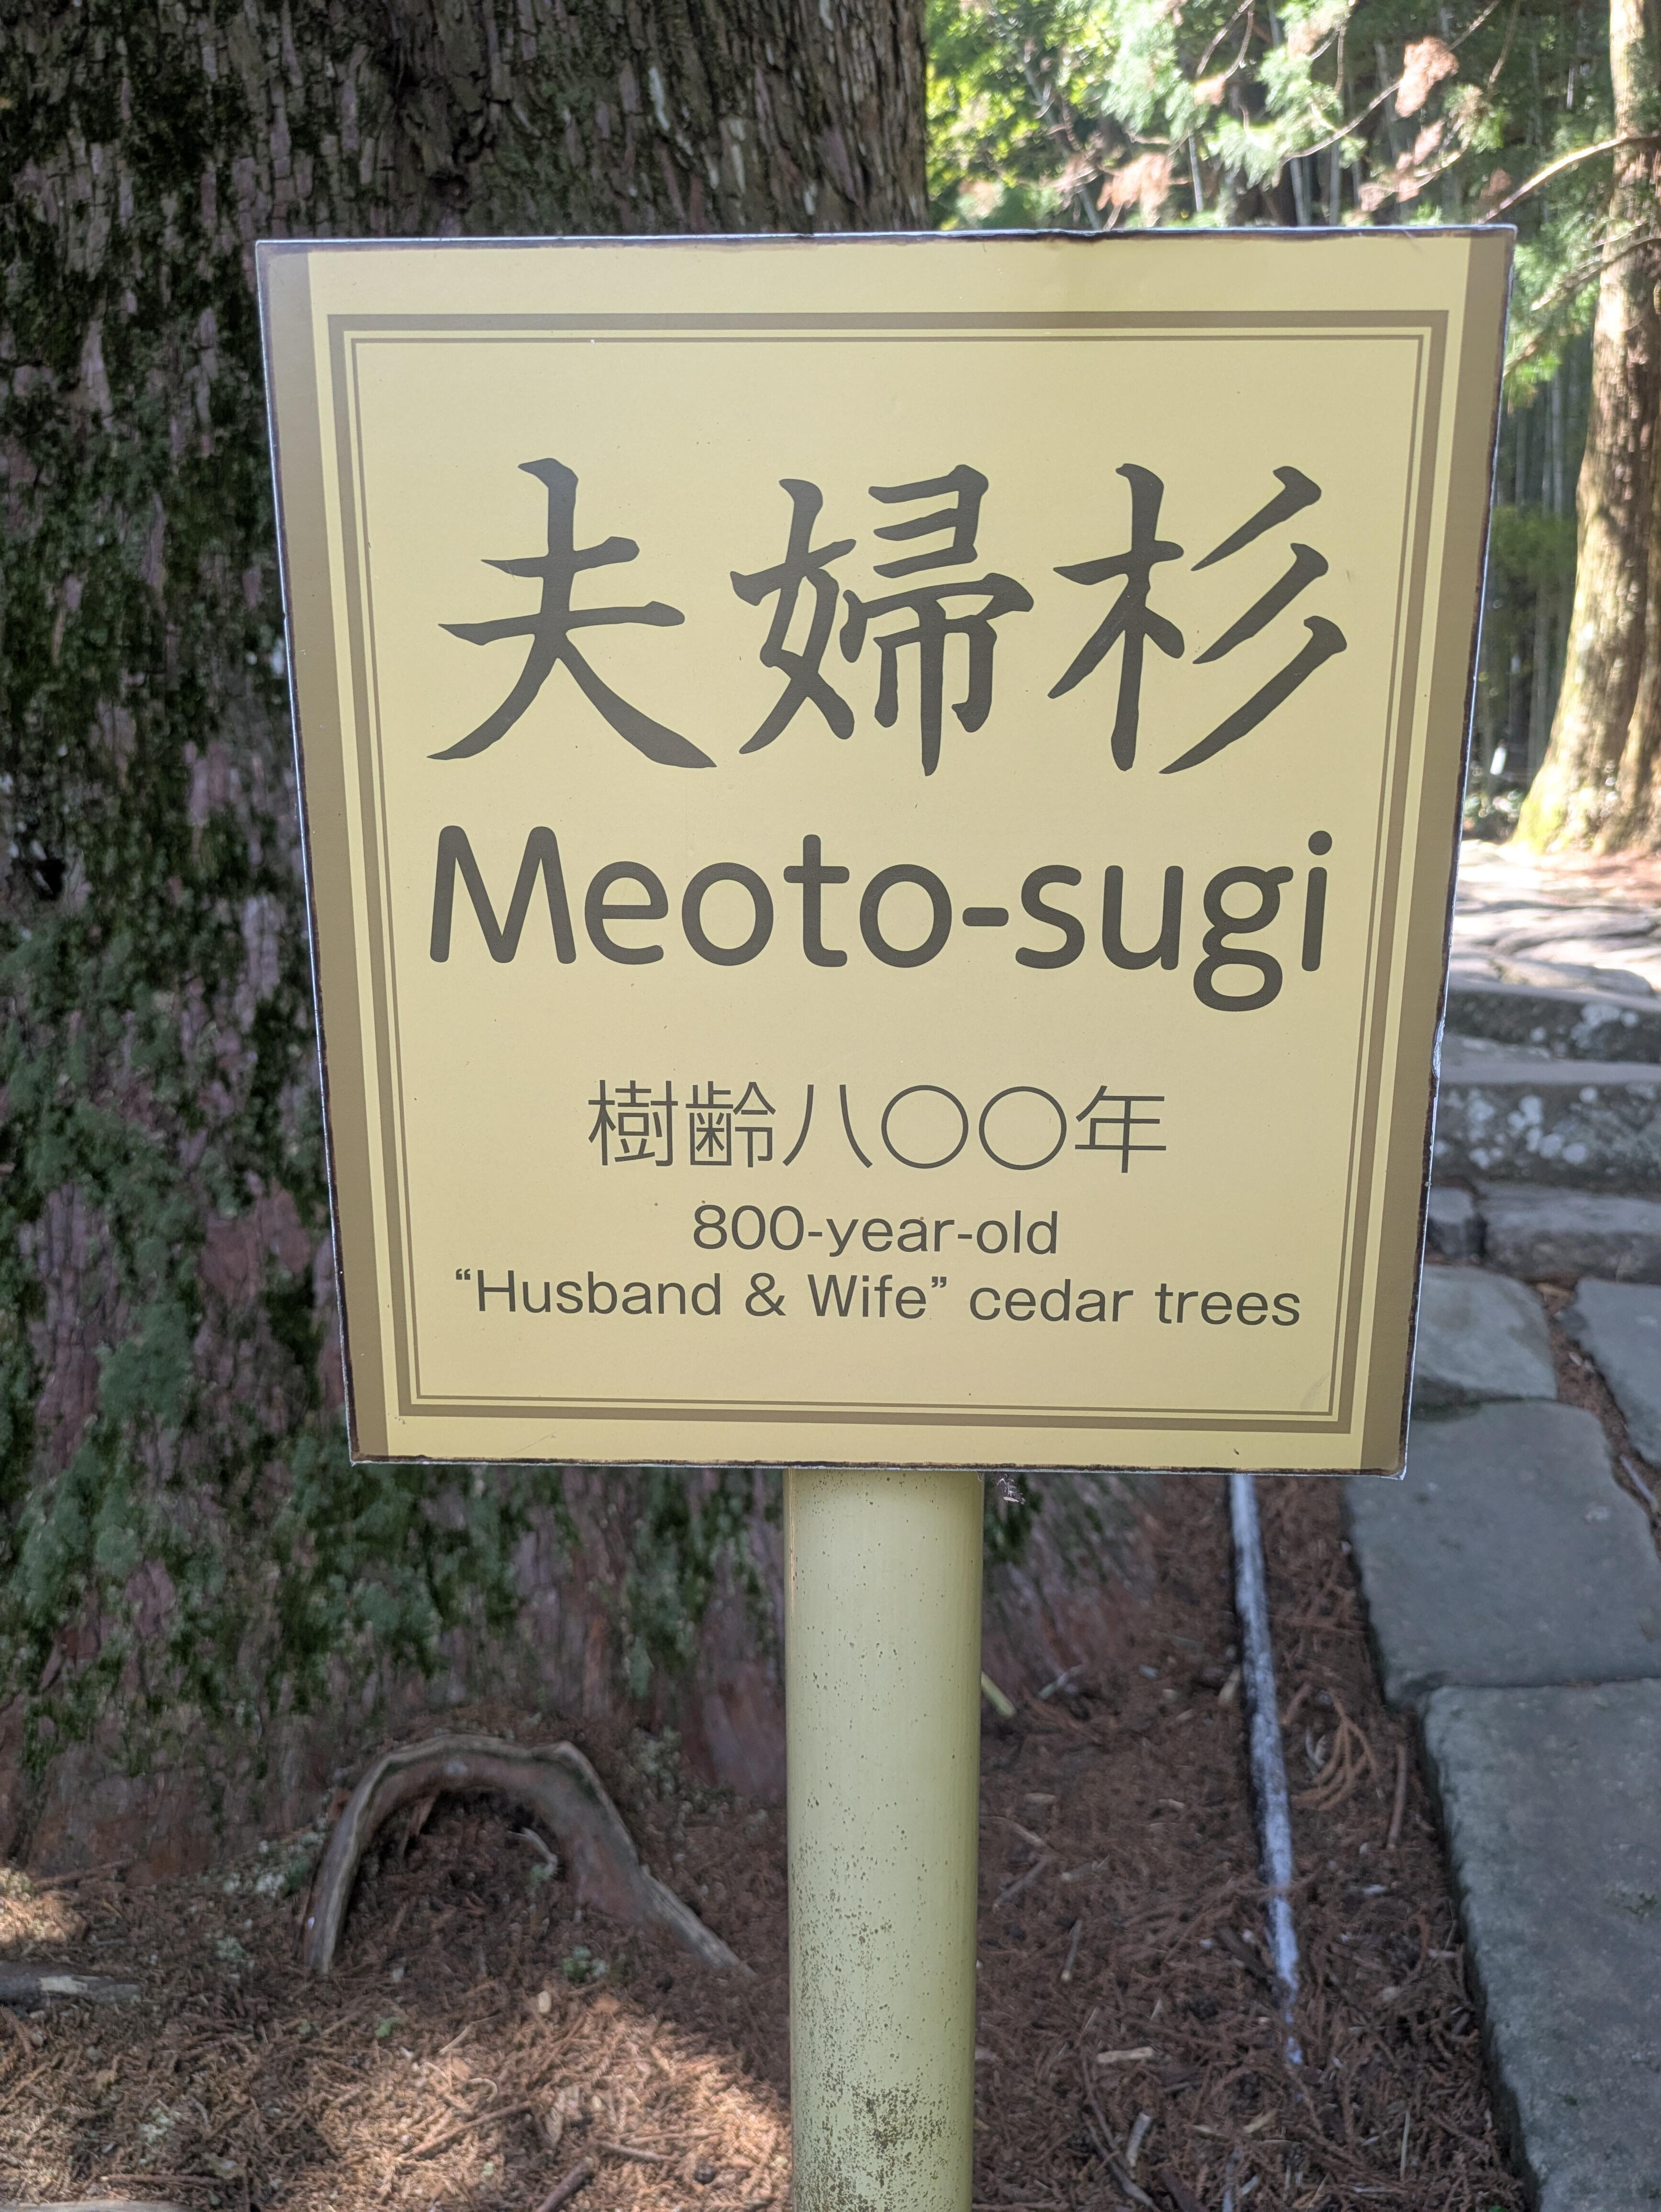 夫婦杉
Meoto-sugi
樹齢八〇〇年
800-year-old
“Husband & Wife” cedar trees